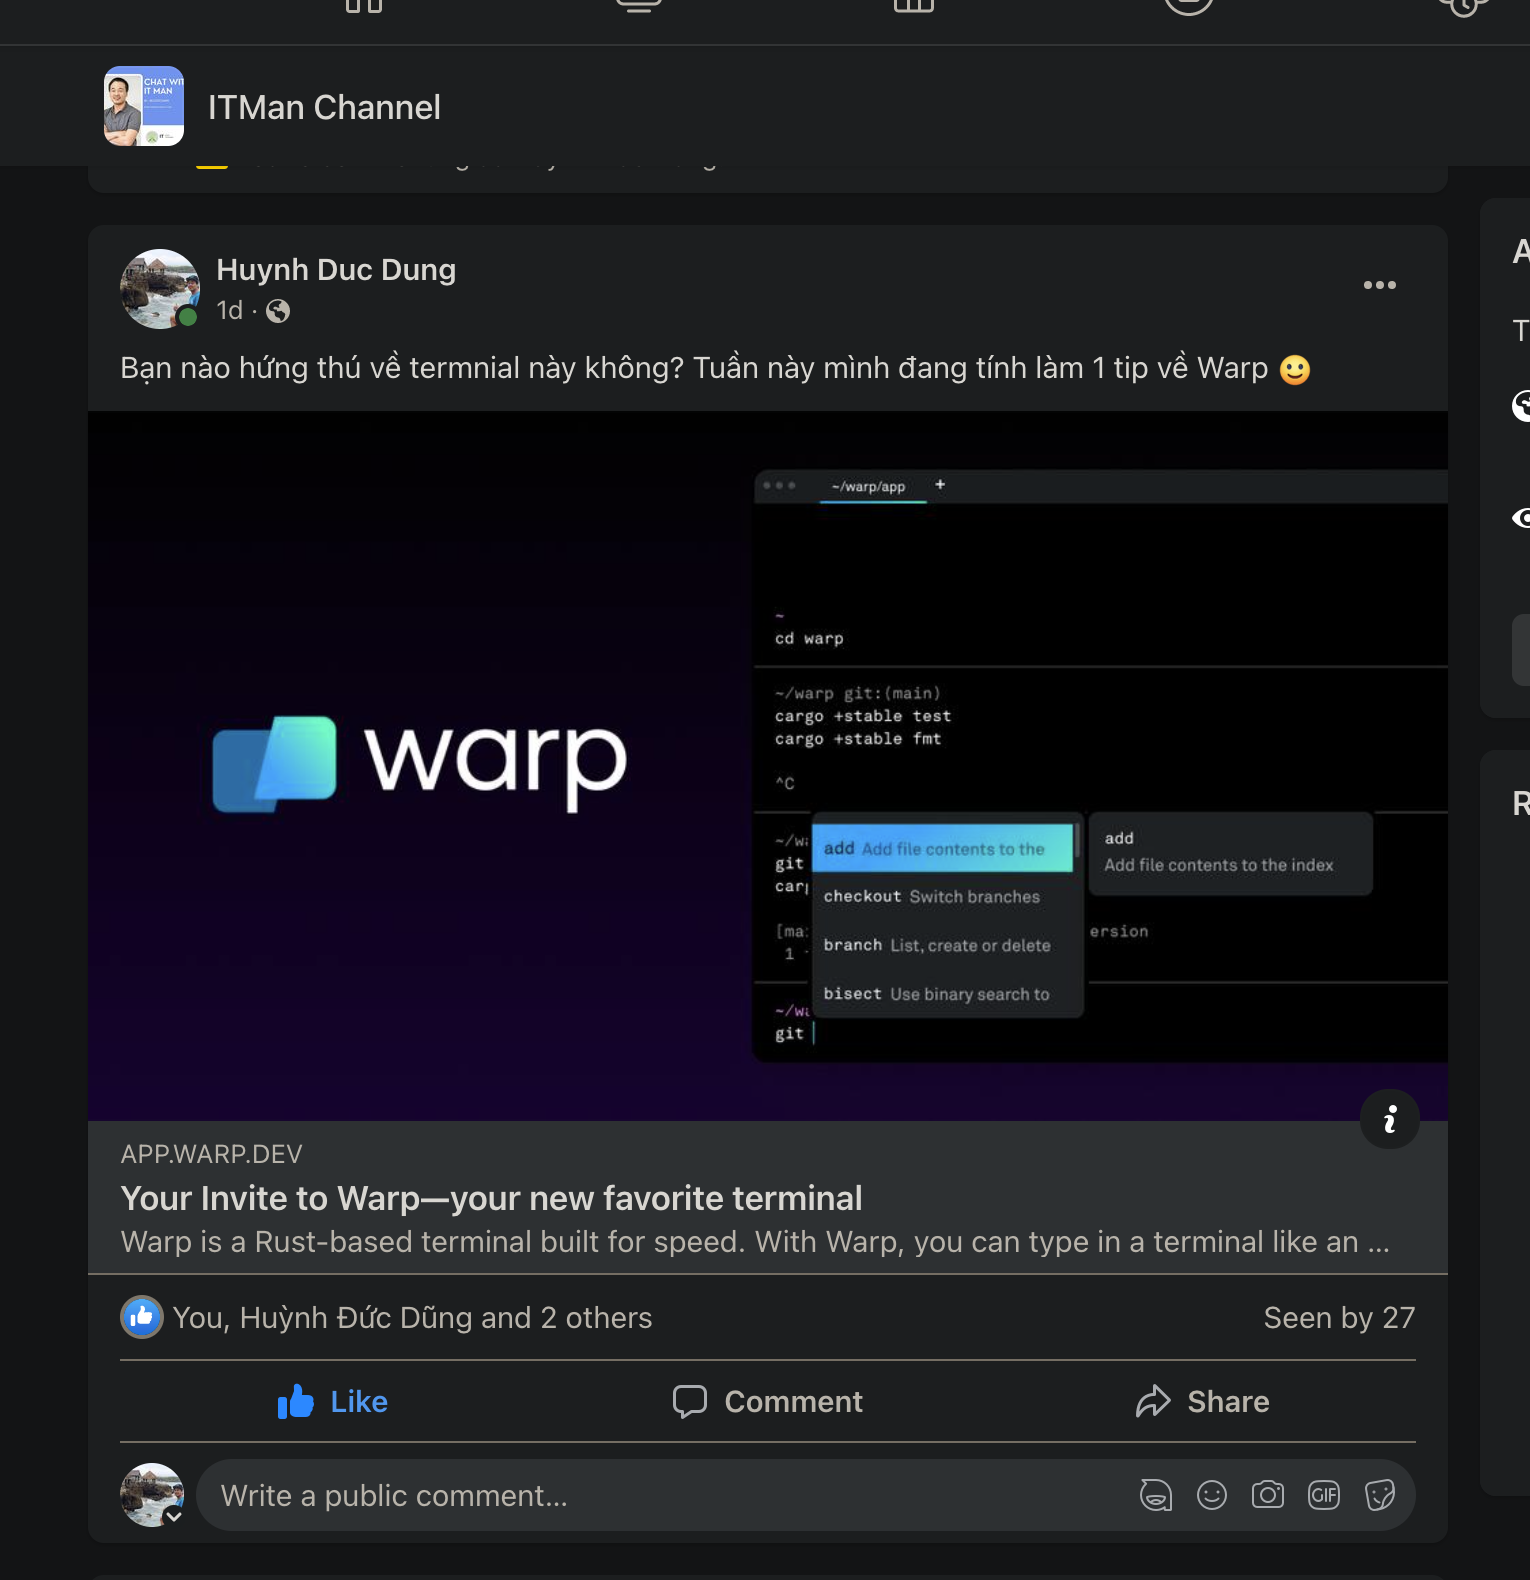 CHAT WIT
IT MAN
ITMan Channel
Huynh Duc Dung
1d ·
Bạn nào hứng thú về termnial này không? Tuần này mình đang tính làm 1 tip về Warp 🙂
warp
~/warp/app +
~
cd warp
~/warp git:(main)
cargo +stable test
cargo +stable fmt
^C
~/wa
git
car
[ma
ersion
1 -
add Add file contents to the
checkout Switch branches
branch List, create or delete
bisect Use binary search to
add
Add file contents to the index
~/wa
git
APP.WARP.DEV
Your Invite to Warp—your new favorite terminal
Warp is a Rust-based terminal built for speed. With Warp, you can type in a terminal like an ...
You, Huỳnh Đức Dũng and 2 others
Seen by 27
Like
Comment
Share
Write a public comment...
GIF
A
T
R